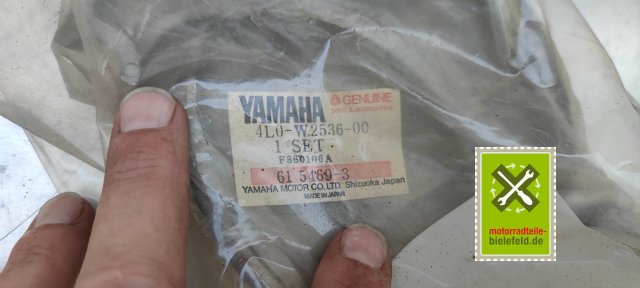 YAMAHA GENUINE
parts & accessories
4L0-W2536-00
1 SET
F860106A
61 5469-3
YAMAHA MOTOR CO.LTD. Shizuoka Japan
MADE IN JAPAN
motorradteile-
bielefeld.de